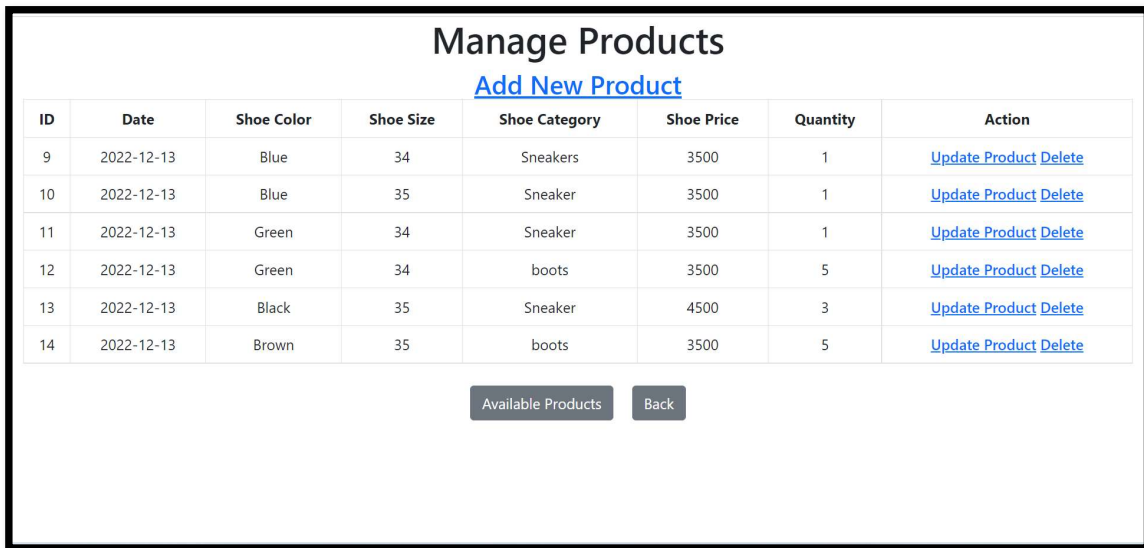 Manage Products
Add New Product
ID Date Shoe Color Shoe Size Shoe Category Shoe Price Quantity Action
9 2022-12-13 Blue 34 Sneakers 3500 1 Update Product Delete
10 2022-12-13 Blue 35 Sneaker 3500 1 Update Product Delete
11 2022-12-13 Green 34 Sneaker 3500 1 Update Product Delete
12 2022-12-13 Green 34 boots 3500 5 Update Product Delete
13 2022-12-13 Black 35 Sneaker 4500 3 Update Product Delete
14 2022-12-13 Brown 35 boots 3500 5 Update Product Delete
Available Products Back